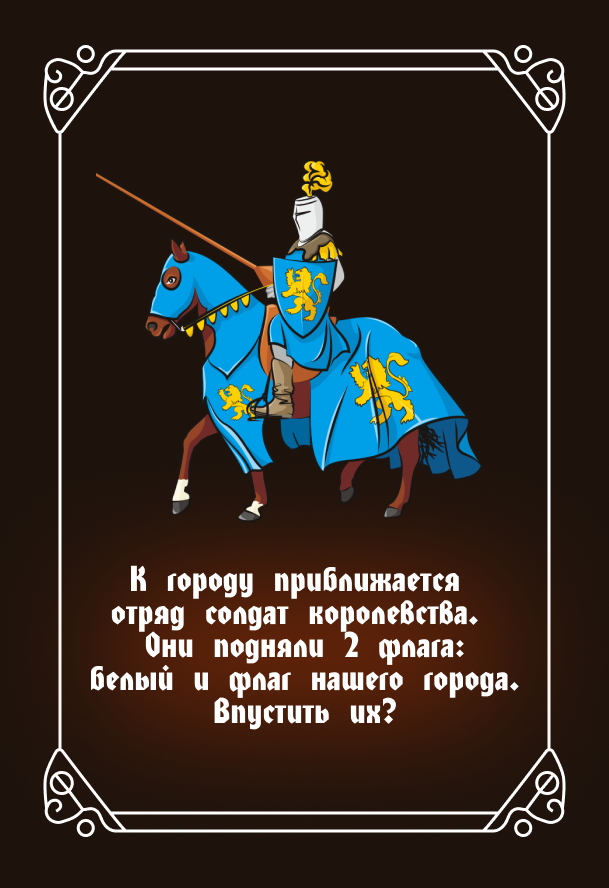 К городу приближается
отряд солдат королевства.
Они подняли 2 флага:
белый и флаг нашего города.
Впустить их?